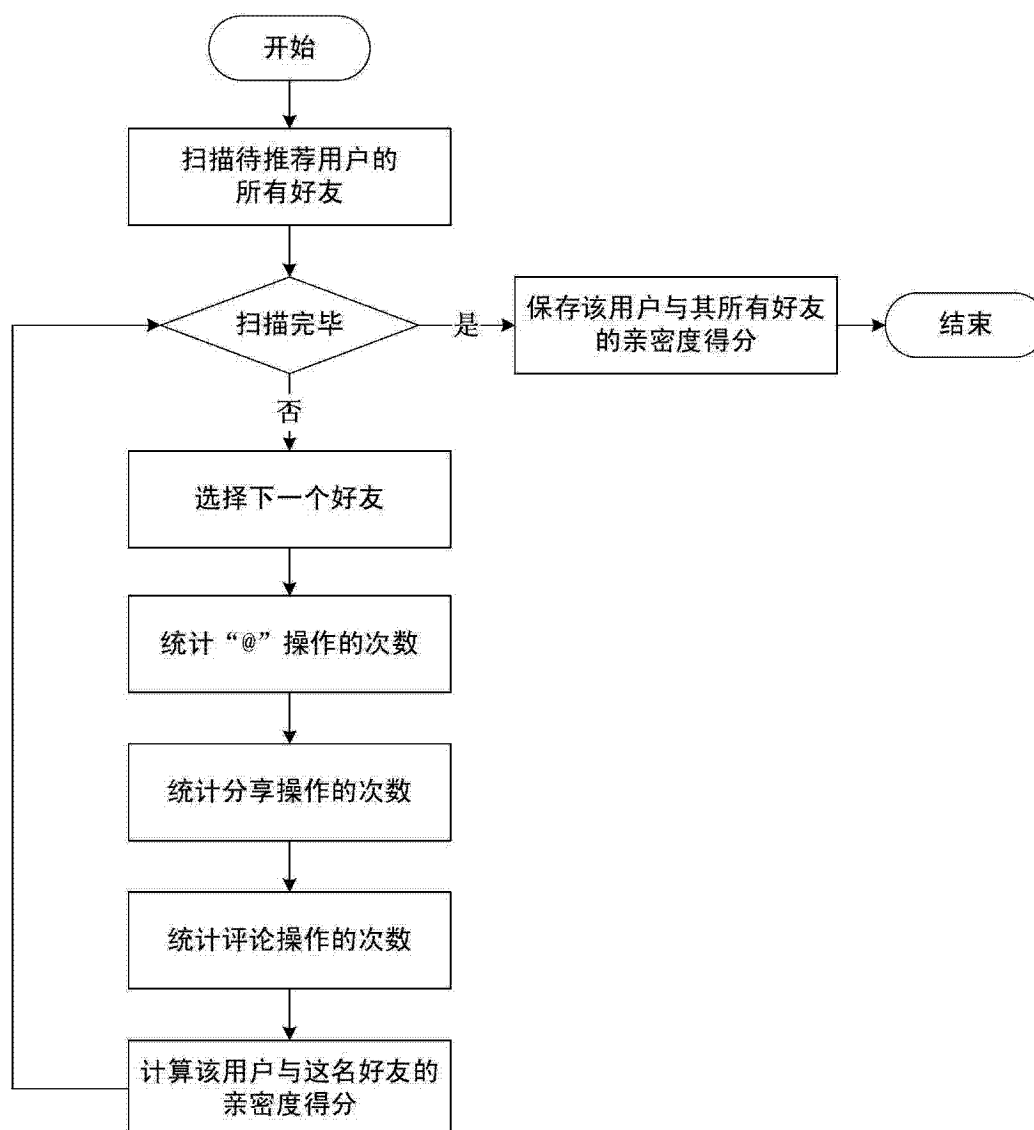 开始
扫描待推荐用户的
所有好友
扫描完毕
是
保存该用户与其所有好友
的亲密度得分
结束
否
选择下一个好友
统计“@”操作的次数
统计分享操作的次数
统计评论操作的次数
计算该用户与这名好友的
亲密度得分